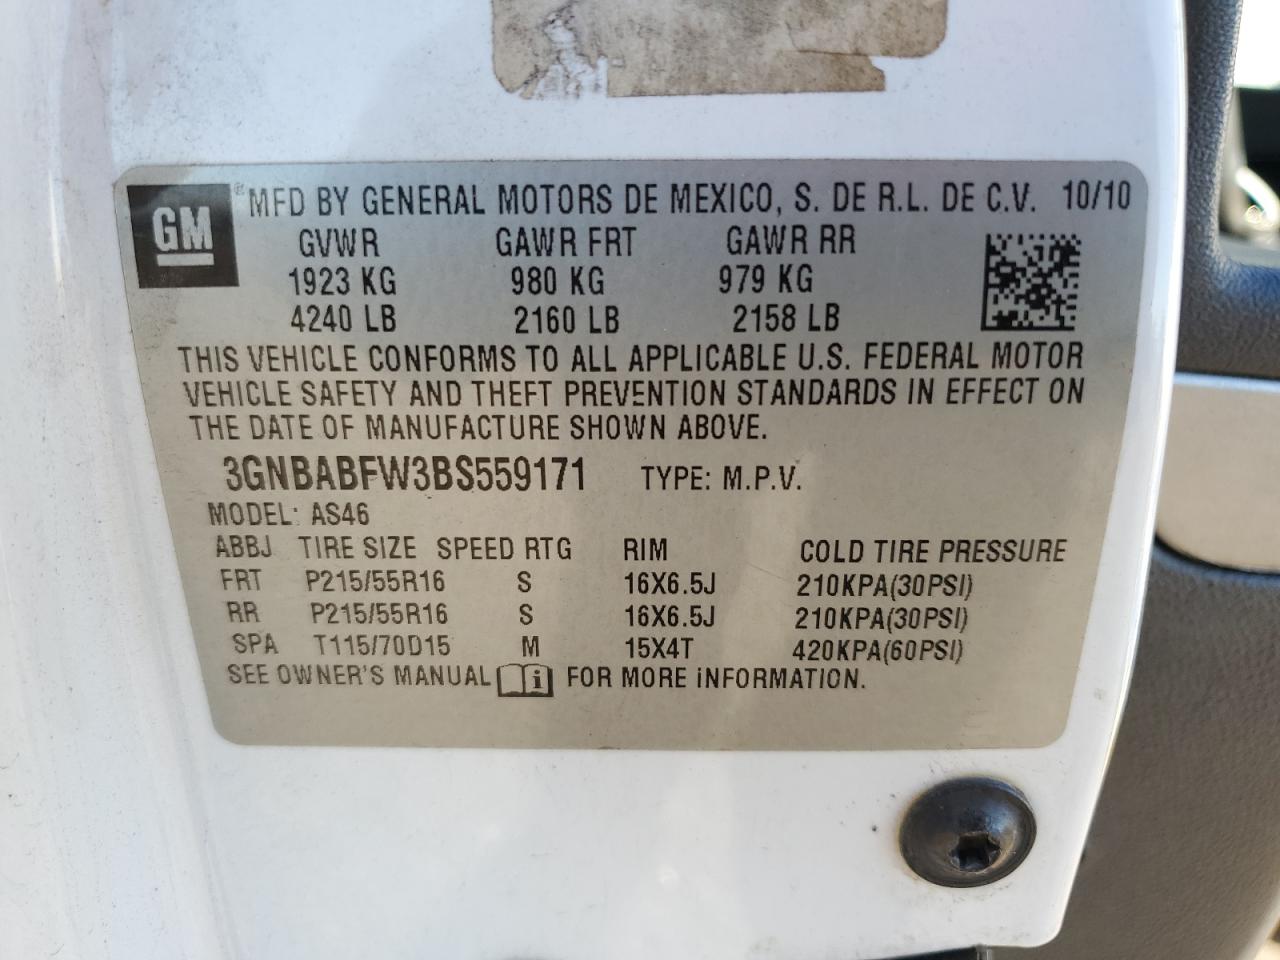 GM ® MFD BY GENERAL MOTORS DE MEXICO, S. DE R.L. DE C.V. 10/10
GVWR GAWR FRT GAWR RR
1923 KG 980 KG 979 KG
4240 LB 2160 LB 2158 LB
THIS VEHICLE CONFORMS TO ALL APPLICABLE U.S. FEDERAL MOTOR
VEHICLE SAFETY AND THEFT PREVENTION STANDARDS IN EFFECT ON
THE DATE OF MANUFACTURE SHOWN ABOVE.
3GNBABFW3BS559171 TYPE: M.P.V.
MODEL: AS46
ABBJ TIRE SIZE SPEED RTG RIM COLD TIRE PRESSURE
FRT P215/55R16 S 16X6.5J 210KPA(30PSI)
RR P215/55R16 S 16X6.5J 210KPA(30PSI)
SPA T115/70D15 M 15X4T 420KPA(60PSI)
SEE OWNER'S MANUAL i FOR MORE iNFORMATION.